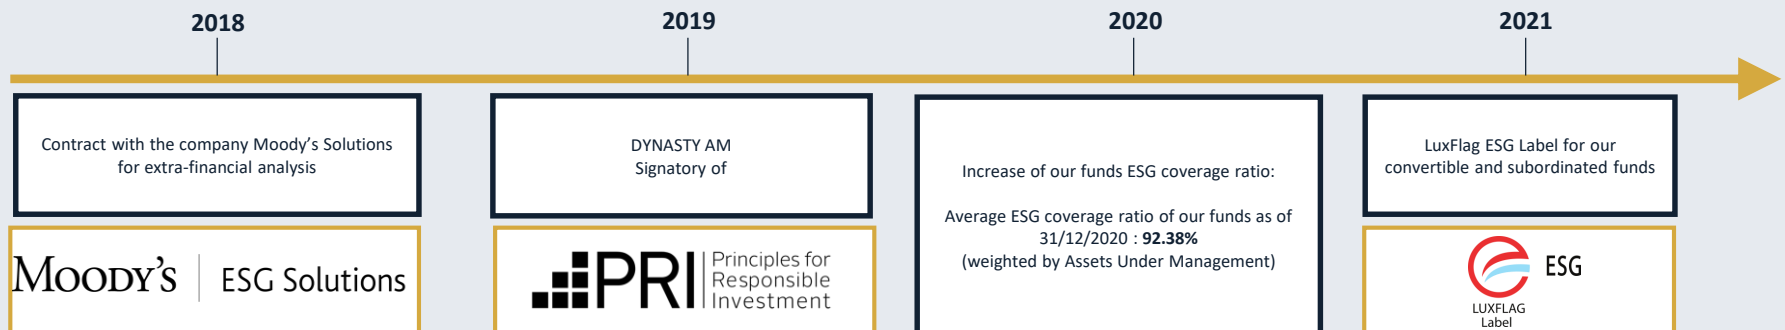 2018
2019
2020
2021
Contract with the company Moody's Solutions
for extra-financial analysis
MOODY'S
ESG Solutions
DYNASTY AM
Signatory of
PRI
Principles for
Responsible
Investment
Increase of our funds ESG coverage ratio:
Average ESG coverage ratio of our funds as of
31/12/2020 : 92.38%
(weighted by Assets Under Management)
LuxFlag ESG Label for our
convertible and subordinated funds
ESG
LUXFLAG
Label